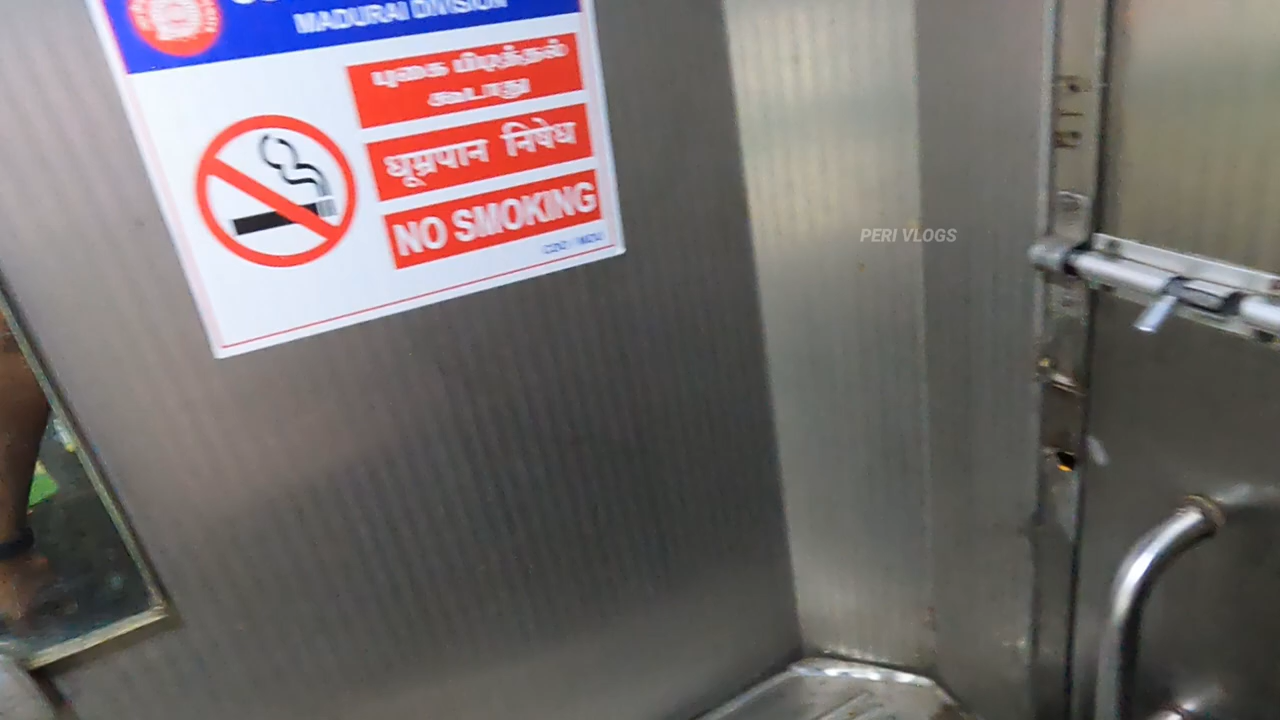 MADURAI DIVISION
புகை பிடித்தல்
கூடாது
धूम्रपान निषेध
NO SMOKING
PERI VLOGS